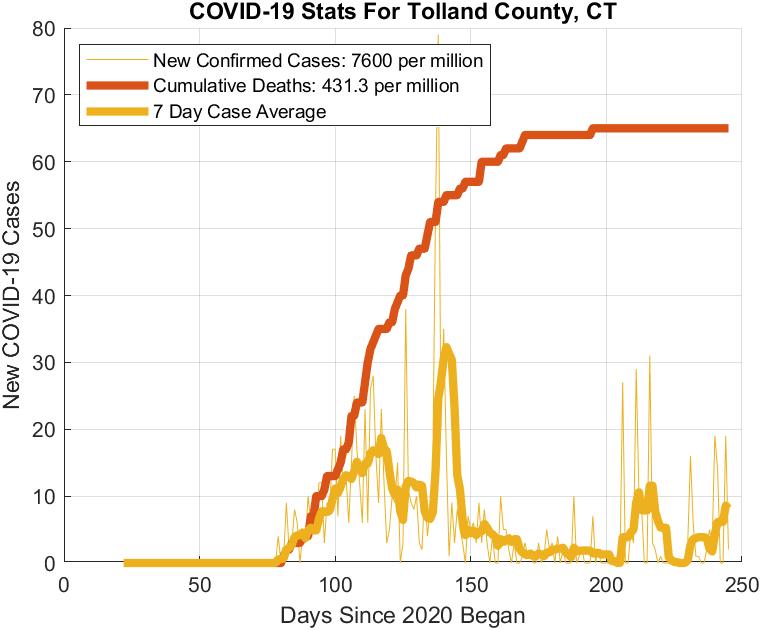 COVID-19 Stats For Tolland County, CT
New Confirmed Cases: 7600 per million
Cumulative Deaths: 431.3 per million
7 Day Case Average
New COVID-19 Cases
80
70
60
50
40
30
20
10
0
0 50 100 150 200 250
Days Since 2020 Began